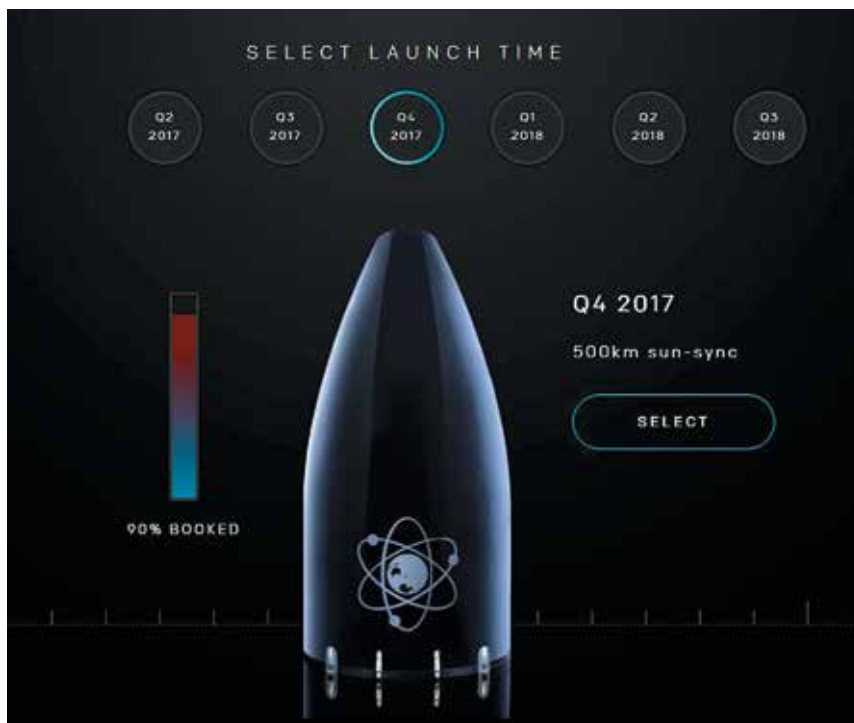 SELECT LAUNCH TIME
Q2
2017
Q3
2017
Q4
2017
Q1
2018
Q2
2018
Q3
2018
Q4 2017
500km sun-sync
SELECT
90% BOOKED